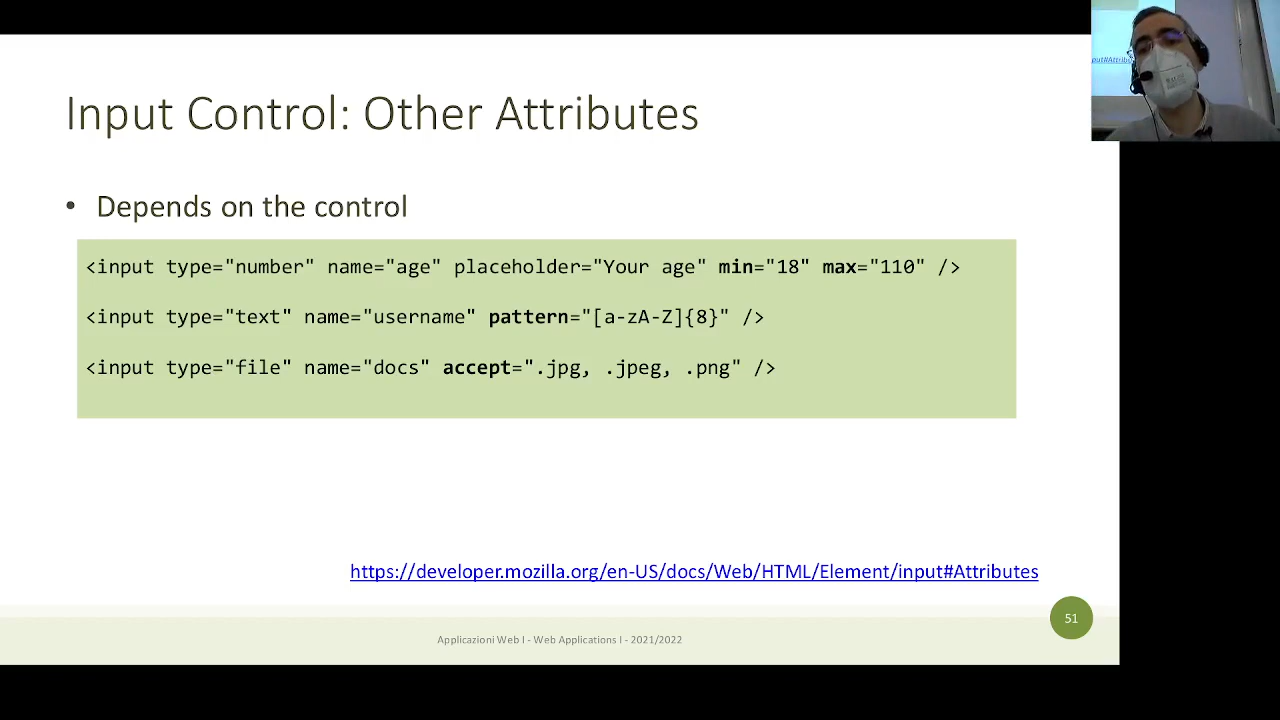 Input Control: Other Attributes
• Depends on the control
<input type="number" name="age" placeholder="Your age" min="18" max="110" />
<input type="text" name="username" pattern="[a-zA-Z]{8}" />
<input type="file" name="docs" accept=".jpg, .jpeg, .png" />
https://developer.mozilla.org/en-US/docs/Web/HTML/Element/input#Attributes
51
Applicazioni Web I - Web Applications I - 2021/2022